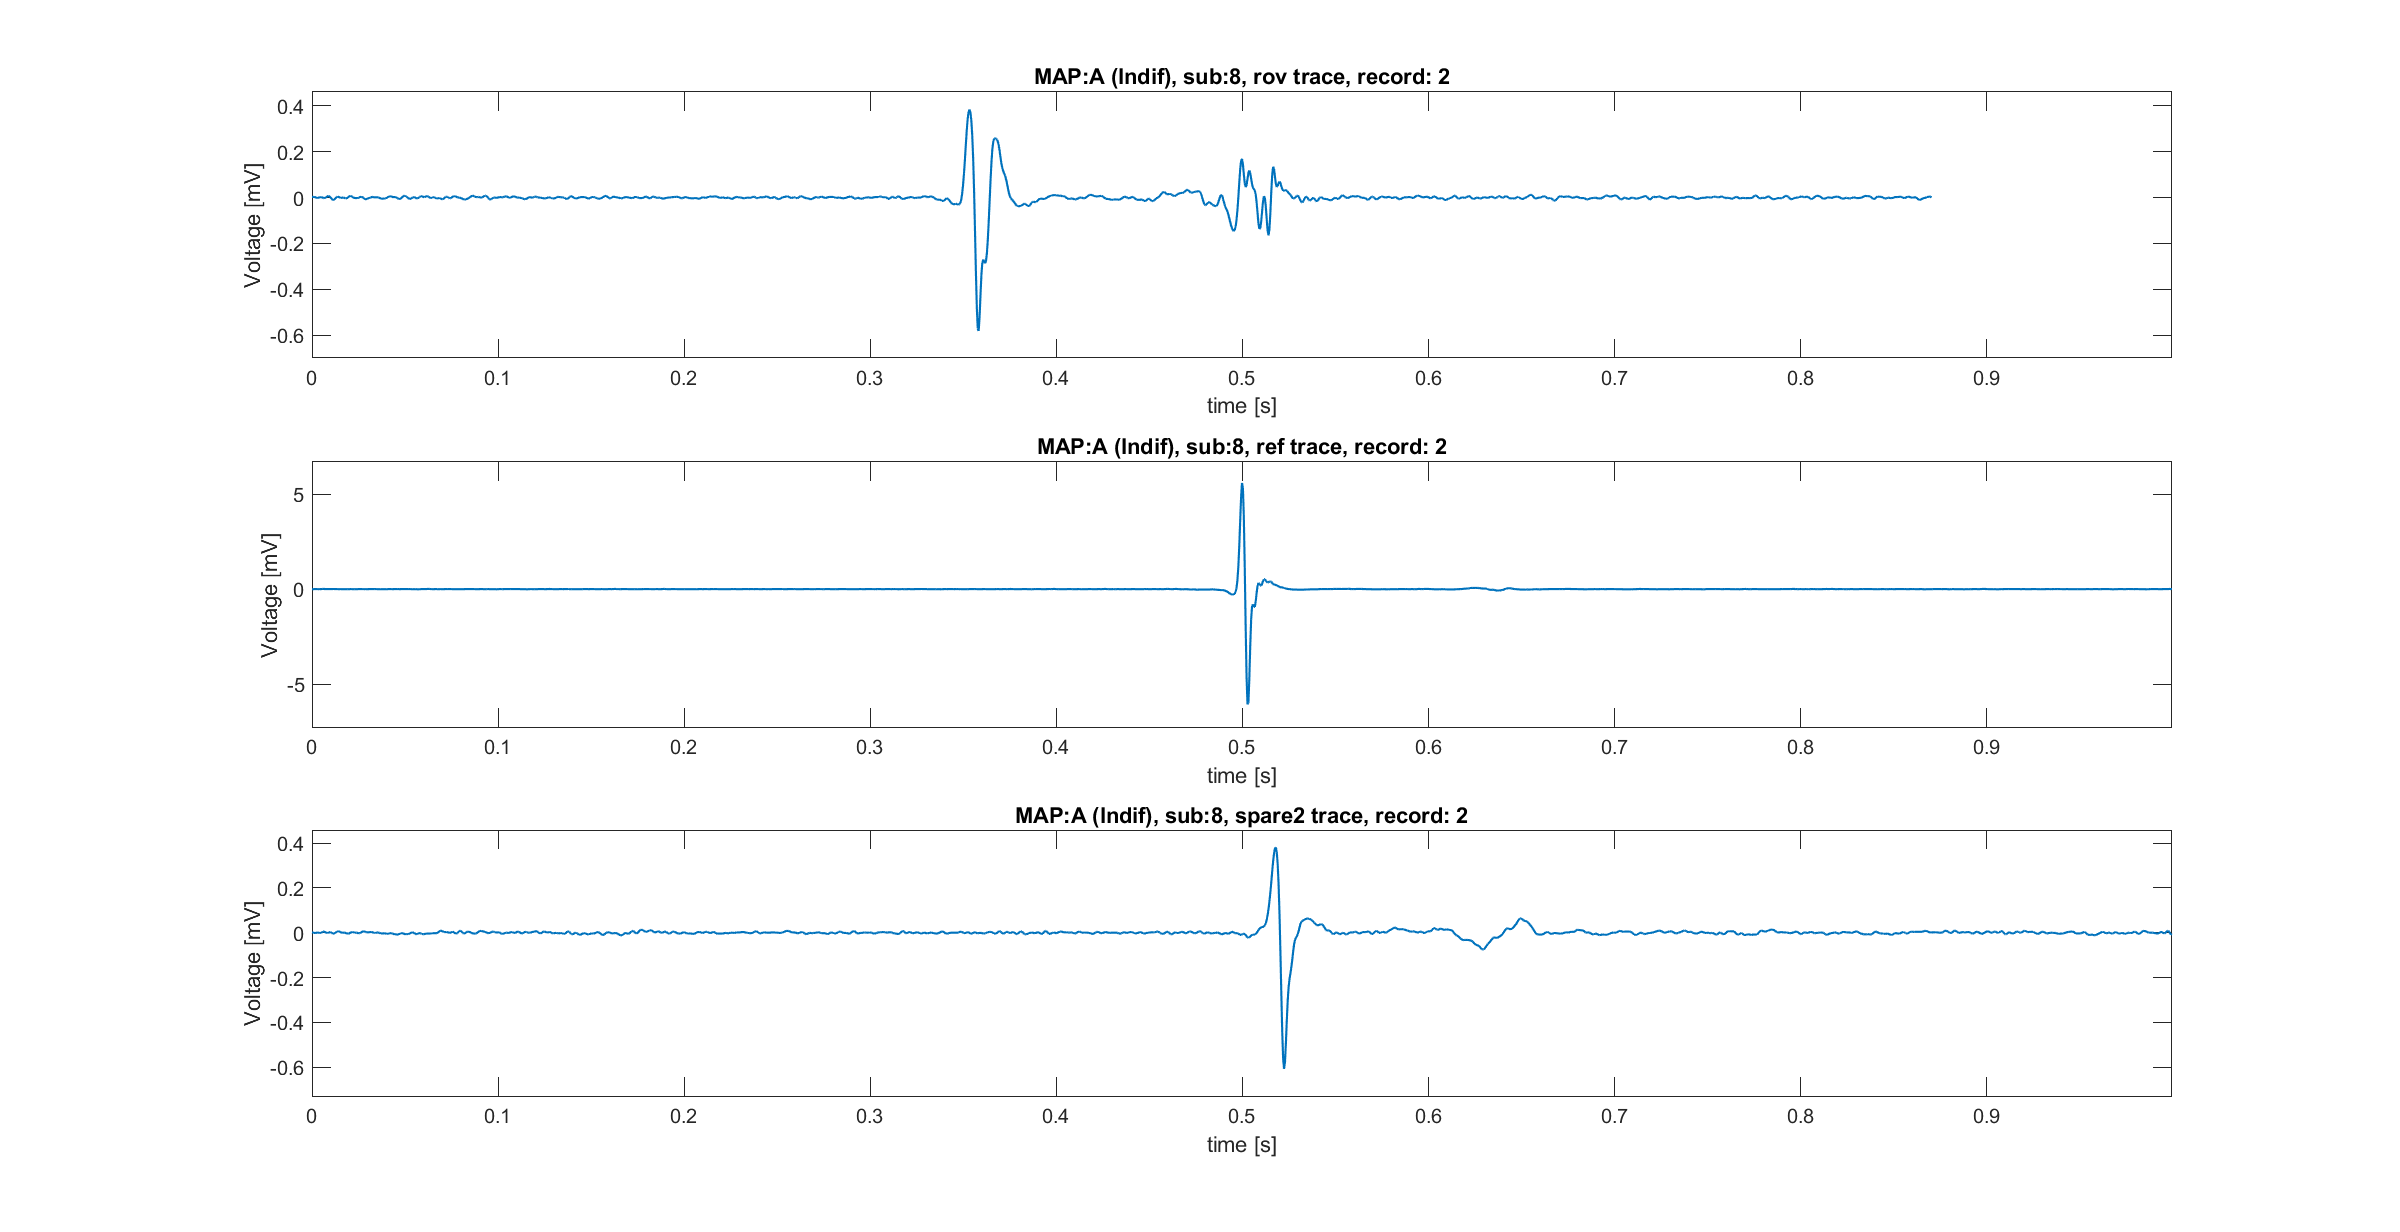 MAP:A (Indif), sub:8, rov trace, record: 2
Voltage [mV]
0.4
0.2
0
-0.2
-0.4
-0.6
0 0.1 0.2 0.3 0.4 0.5 0.6 0.7 0.8 0.9
time [s]
MAP:A (Indif), sub:8, ref trace, record: 2
Voltage [mV]
5
0
-5
0 0.1 0.2 0.3 0.4 0.5 0.6 0.7 0.8 0.9
time [s]
MAP:A (Indif), sub:8, spare2 trace, record: 2
Voltage [mV]
0.4
0.2
0
-0.2
-0.4
-0.6
0 0.1 0.2 0.3 0.4 0.5 0.6 0.7 0.8 0.9
time [s]